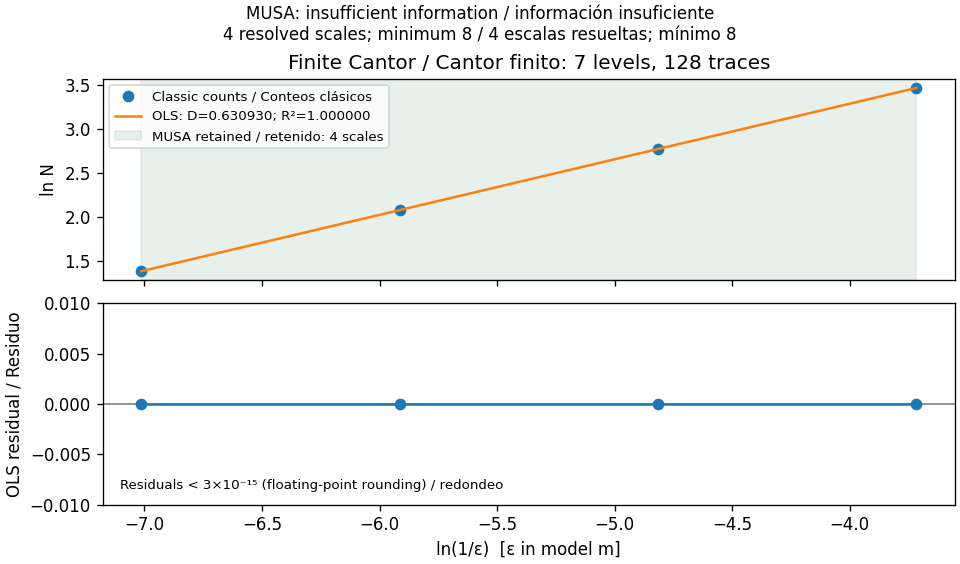 MUSA: insufficient information / información insuficiente
4 resolved scales; minimum 8 / 4 escalas resueltas; mínimo 8
Finite Cantor / Cantor finito: 7 levels, 128 traces
Classic counts / Conteos clásicos
OLS: D=0.630930; R²=1.000000
MUSA retained / retenido: 4 scales
ln N
3.5
3.0
2.5
2.0
1.5
OLS residual / Residuo
0.010
0.005
0.000
−0.005
−0.010
Residuals < 3×10⁻¹⁵ (floating-point rounding) / redondeo
−7.0 −6.5 −6.0 −5.5 −5.0 −4.5 −4.0
ln(1/ε) [ε in model m]